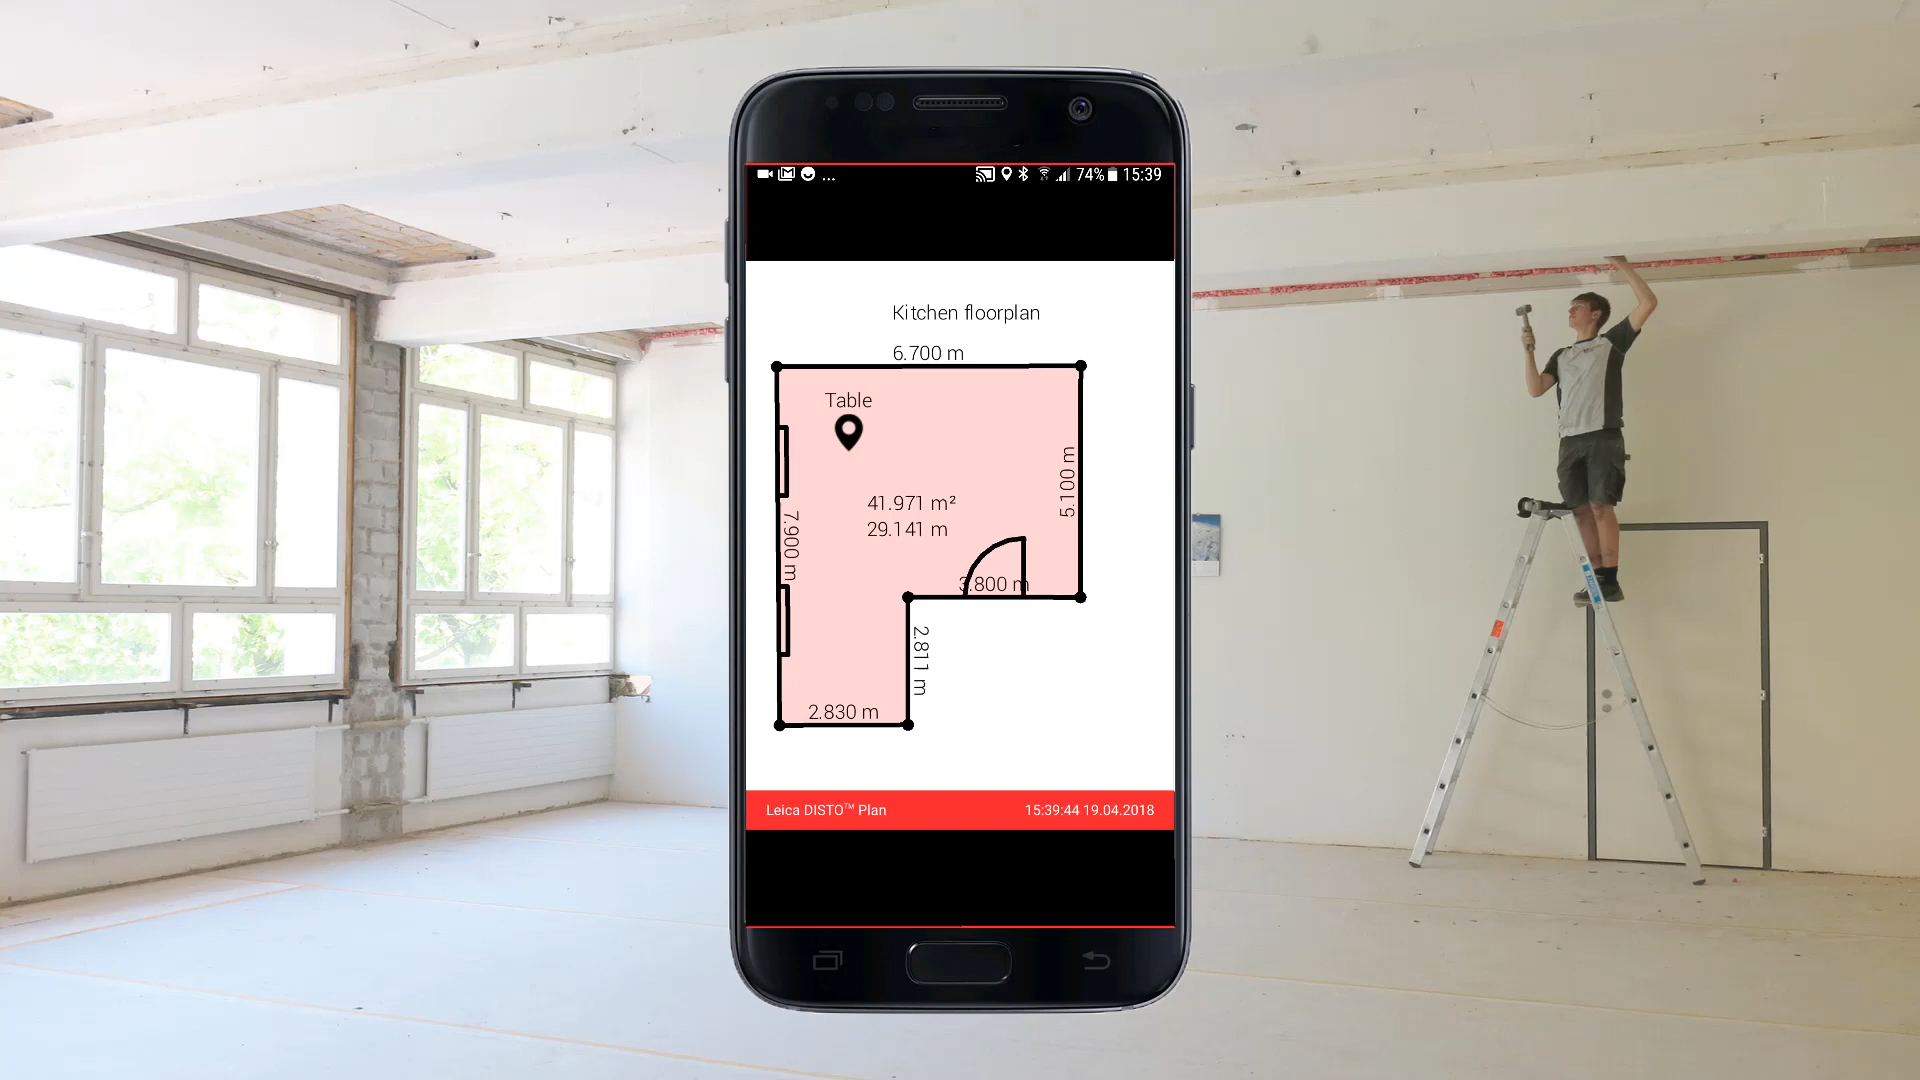 ... 74% 15:39
Kitchen floorplan
6.700 m
Table
5.100 m
41.971 m²
29.141 m
7.900 m
3.800 m
2.811 m
2.830 m
Leica DISTO™ Plan
15:39:44 19.04.2018